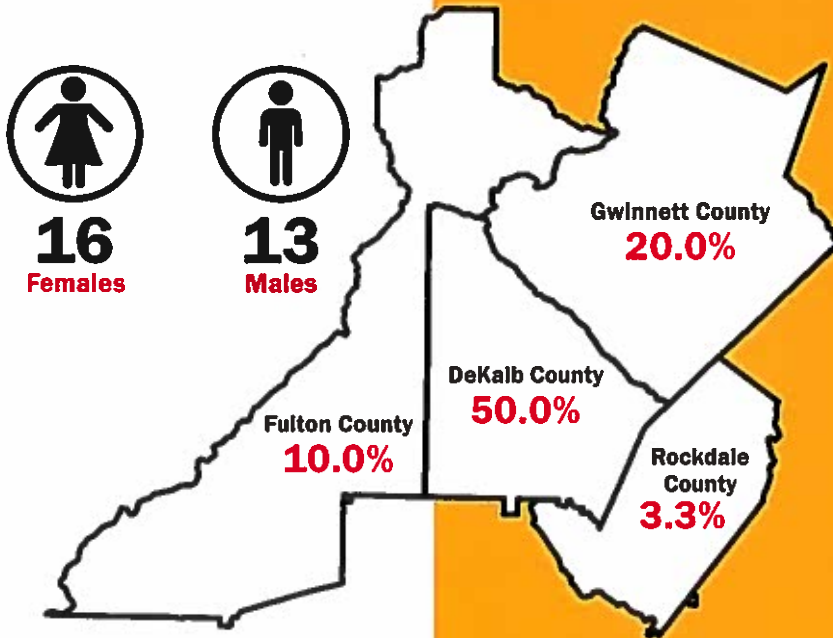 16
Females
13
Males
Gwinnett County
20.0%
DeKalb County
50.0%
Fulton County
10.0%
Rockdale
County
3.3%